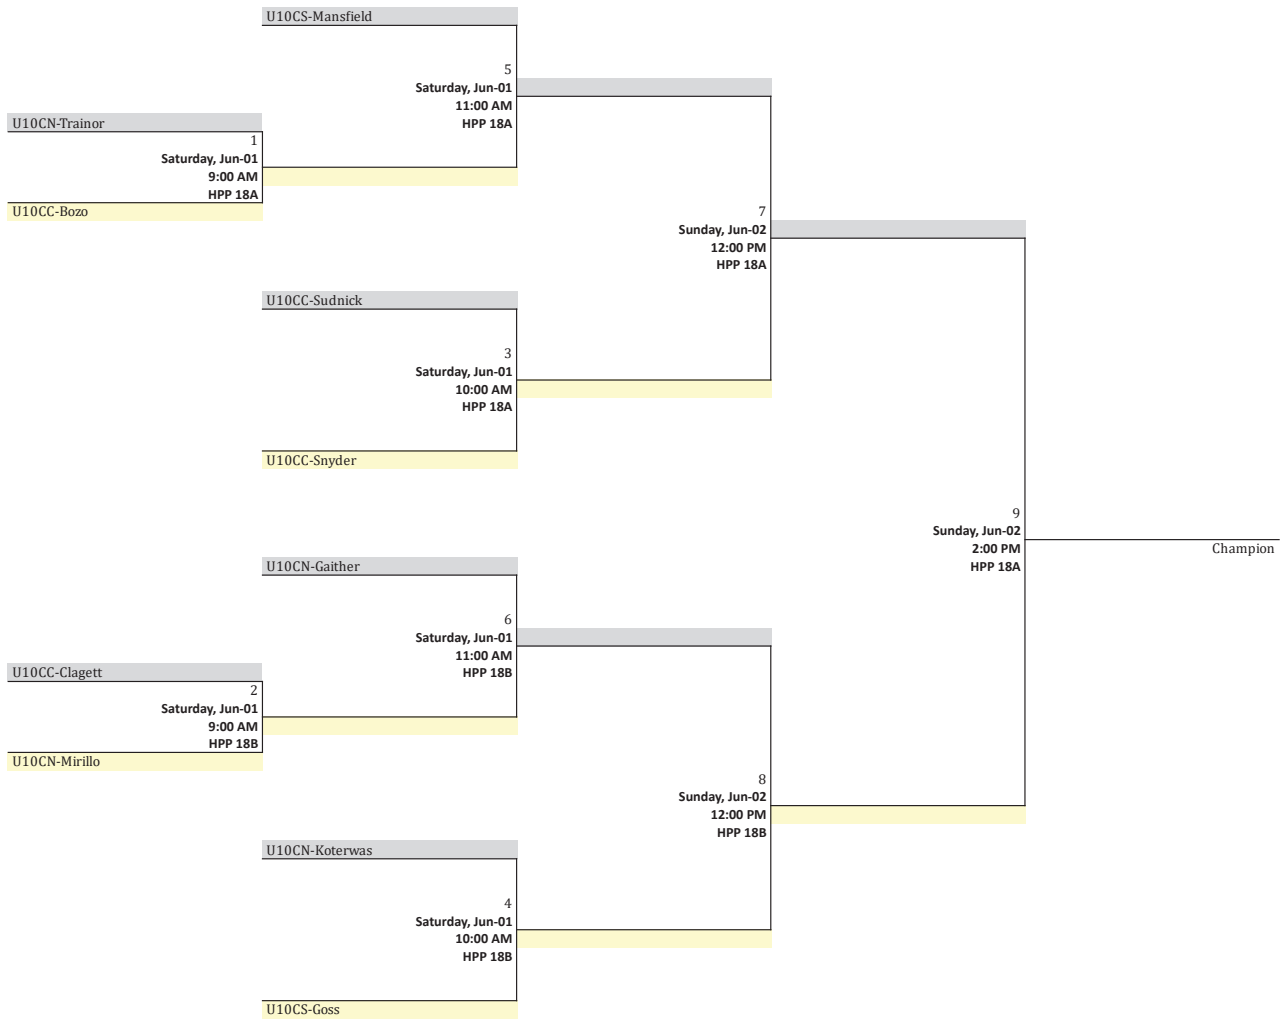 U10CS-Mansfield
5
Saturday, Jun-01
11:00 AM
HPP 18A
U10CN-Trainor
1
Saturday, Jun-01
9:00 AM
HPP 18A
U10CC-Bozo
7
Sunday, Jun-02
12:00 PM
HPP 18A
U10CC-Sudnick
3
Saturday, Jun-01
10:00 AM
HPP 18A
U10CC-Snyder
9
Sunday, Jun-02
2:00 PM
HPP 18A
Champion
U10CN-Gaither
6
Saturday, Jun-01
11:00 AM
HPP 18B
U10CC-Clagett
2
Saturday, Jun-01
9:00 AM
HPP 18B
U10CN-Mirillo
8
Sunday, Jun-02
12:00 PM
HPP 18B
U10CN-Koterwas
4
Saturday, Jun-01
10:00 AM
HPP 18B
U10CS-Goss